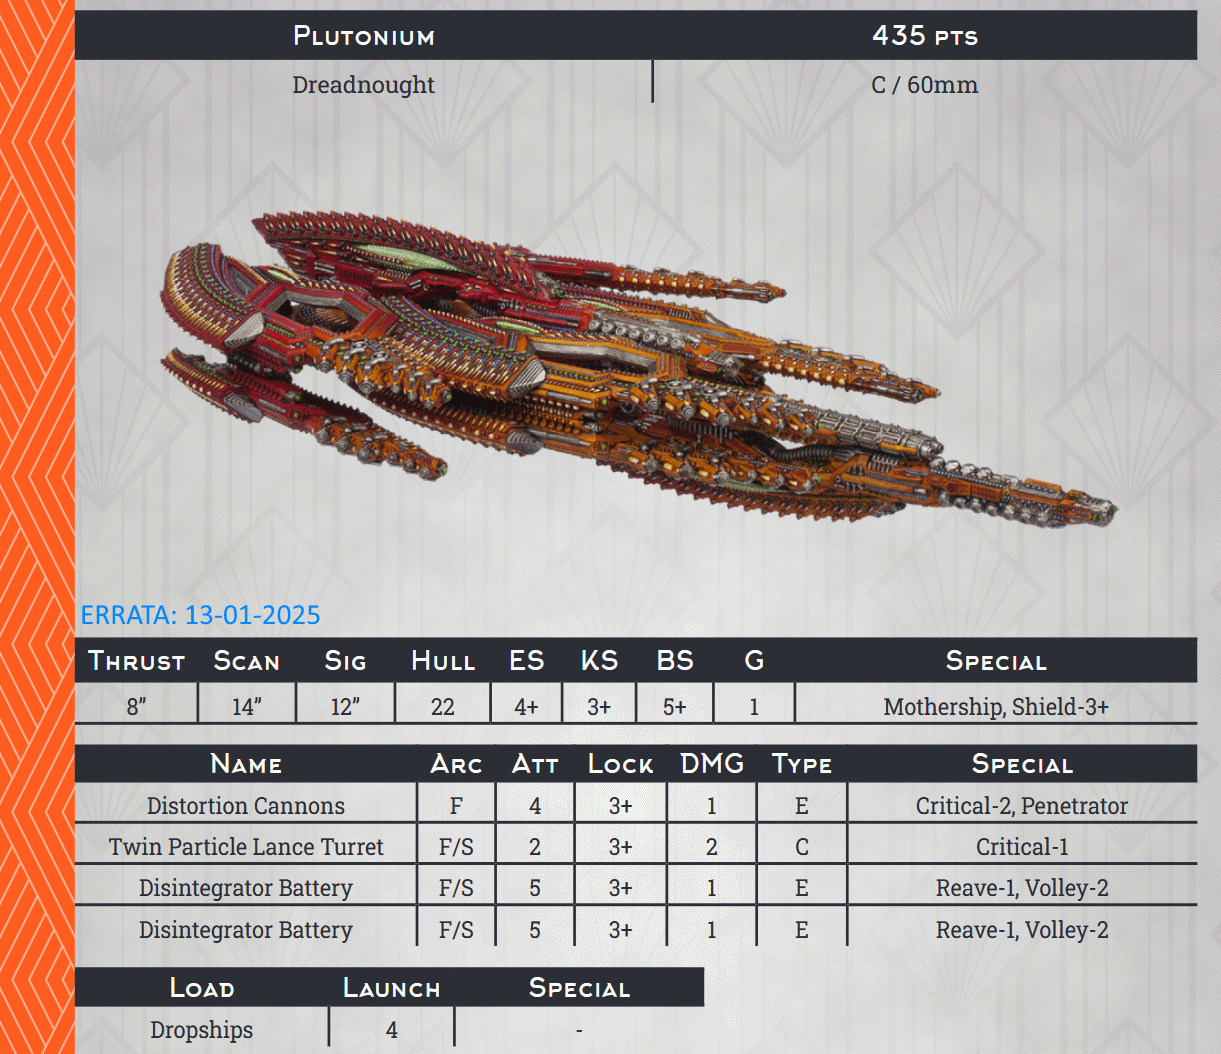 PLUTONIUM 435 PTS
Dreadnought C / 60mm
ERRATA: 13-01-2025
THRUST SCAN SIG HULL ES KS BS G SPECIAL
8” 14” 12” 22 4+ 3+ 5+ 1 Mothership, Shield-3+
NAME ARC ATT LOCK DMG TYPE SPECIAL
Distortion Cannons F 4 3+ 1 E Critical-2, Penetrator
Twin Particle Lance Turret F/S 2 3+ 2 C Critical-1
Disintegrator Battery F/S 5 3+ 1 E Reave-1, Volley-2
Disintegrator Battery F/S 5 3+ 1 E Reave-1, Volley-2
LOAD LAUNCH SPECIAL
Dropships 4 -